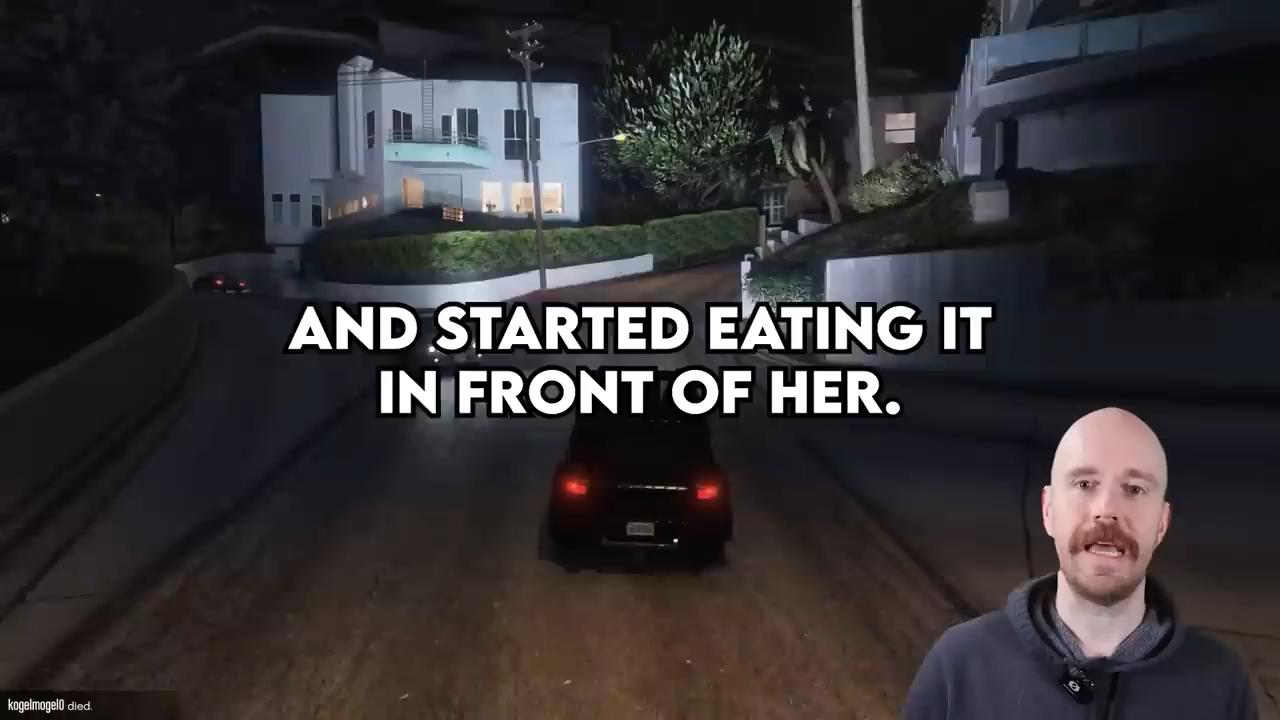 AND STARTED EATING IT
IN FRONT OF HER.
kogelmogel0 died.